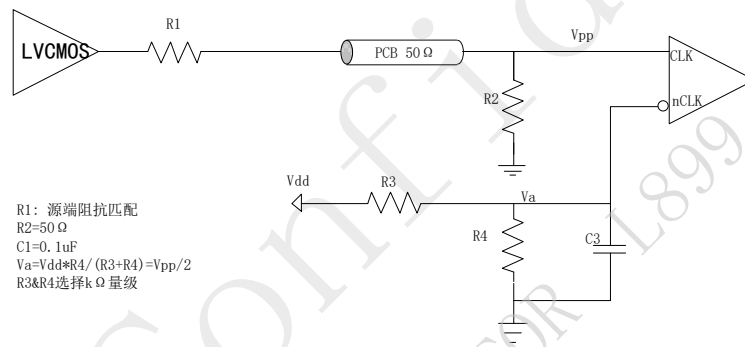 LVCMOS
R1
PCB 50Ω
Vpp
CLK
nCLK
R2
Vdd
R3
Va
R4
C3
R1: 源端阻抗匹配
R2=50Ω
C1=0.1uF
Va=Vdd*R4/(R3+R4)=Vpp/2
R3&R4选择kΩ量级
Confid
L899